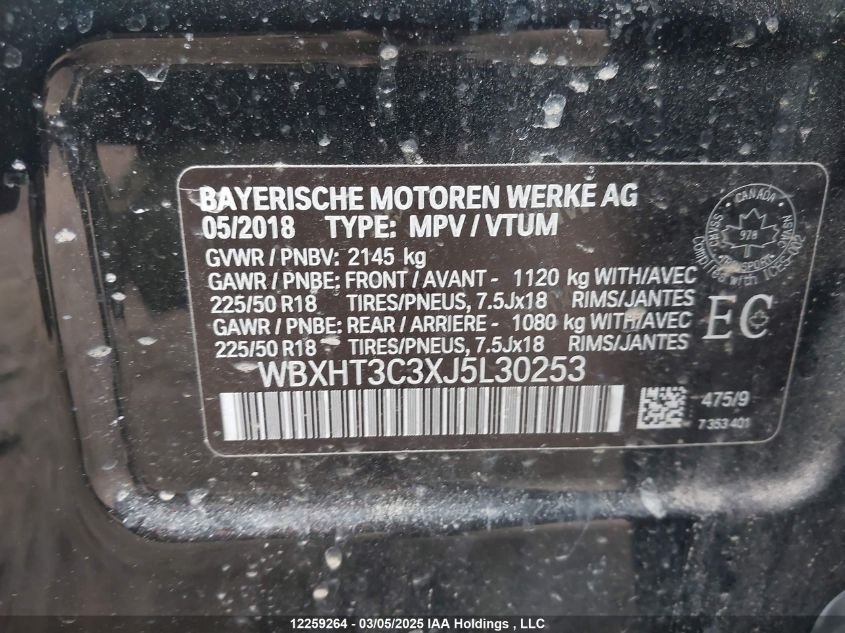 BAYERISCHE MOTOREN WERKE AG
05/2018 TYPE: MPV / VTUM
GVWR / PNBV: 2145 kg
GAWR / PNBE: FRONT / AVANT - 1120 kg WITH/AVEC
225/50 R18 TIRES/PNEUS, 7.5Jx18 RIMS/JANTES
GAWR / PNBE: REAR / ARRIERE - 1080 kg WITH/AVEC
225/50 R18 TIRES/PNEUS, 7.5Jx18 RIMS/JANTES
WBXHT3C3XJ5L30253
CANADA
978
TRANSPORT
EC
475/9
7 353 401
12259264 - 03/05/2025 IAA Holdings , LLC